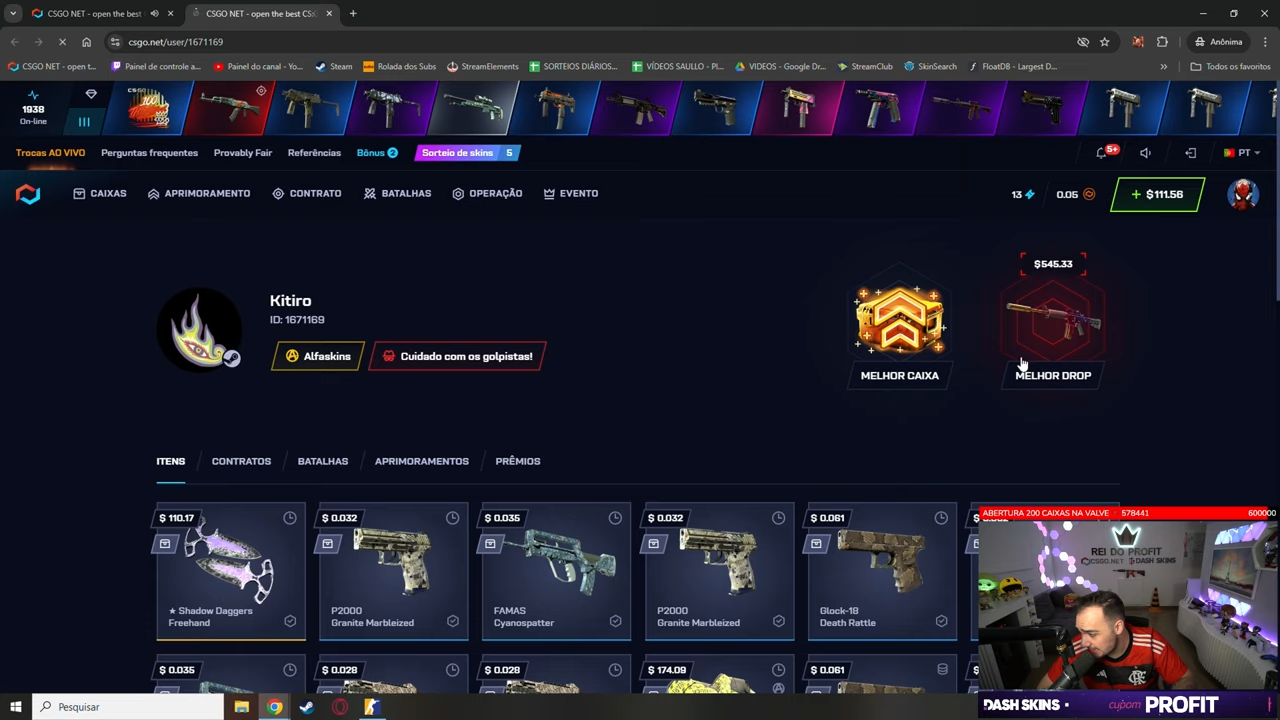 CSGO NET - open the best
CSGO NET - open the best CS:
csgo.net/user/1671169
Anônima
CSGO NET - open t...
Painel de controle a...
Painel do canal - Yo...
Steam
Rolada dos Subs
StreamElements
SORTEIOS DIÁRIOS...
VÍDEOS SAULLO - Pl...
VIDEOS - Google Dr...
StreamClub
SkinSearch
FloatDB - Largest D...
Todos os favoritos
1938
On-line
Trocas AO VIVO
Perguntas frequentes
Provably Fair
Referências
Bônus 2
Sorteio de skins 5
5+
PT
CAIXAS
APRIMORAMENTO
CONTRATO
BATALHAS
OPERAÇÃO
EVENTO
13
0.05
+ $111.56
$545.33
Kitiro
ID: 1671169
Alfaskins
Cuidado com os golpistas!
MELHOR CAIXA
MELHOR DROP
ITENS
CONTRATOS
BATALHAS
APRIMORAMENTOS
PRÊMIOS
$ 110.17
★ Shadow Daggers
Freehand
$ 0.032
P2000
Granite Marbleized
$ 0.035
FAMAS
Cyanospatter
$ 0.032
P2000
Granite Marbleized
$ 0.061
Glock-18
Death Rattle
$ 0.035
$ 0.028
$ 0.028
$ 174.09
$ 0.061
ABERTURA 200 CAIXAS NA VALVE
578441
600000
REI DO PROFIT
CSGO.NET
DASH SKINS
DASH SKINS
cupom PROFIT
Pesquisar